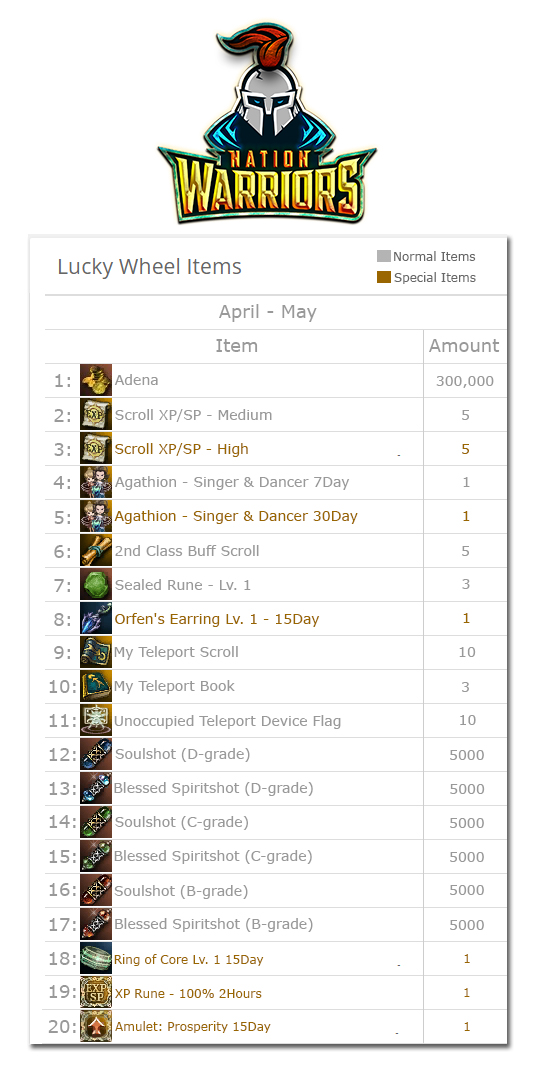 NATION
WARRIORS
Lucky Wheel Items
Normal Items
Special Items
April - May
Item Amount
1: Adena 300,000
2: Scroll XP/SP - Medium 5
3: Scroll XP/SP - High - 5
4: Agathion - Singer & Dancer 7Day 1
5: Agathion - Singer & Dancer 30Day 1
6: 2nd Class Buff Scroll 5
7: Sealed Rune - Lv. 1 3
8: Orfen's Earring Lv. 1 - 15Day 1
9: My Teleport Scroll 10
10: My Teleport Book 3
11: Unoccupied Teleport Device Flag 10
12: Soulshot (D-grade) 5000
13: Blessed Spiritshot (D-grade) 5000
14: Soulshot (C-grade) 5000
15: Blessed Spiritshot (C-grade) 5000
16: Soulshot (B-grade) 5000
17: Blessed Spiritshot (B-grade) 5000
18: Ring of Core Lv. 1 15Day - 1
19: EXP SP XP Rune - 100% 2Hours 1
20: Amulet: Prosperity 15Day - 1